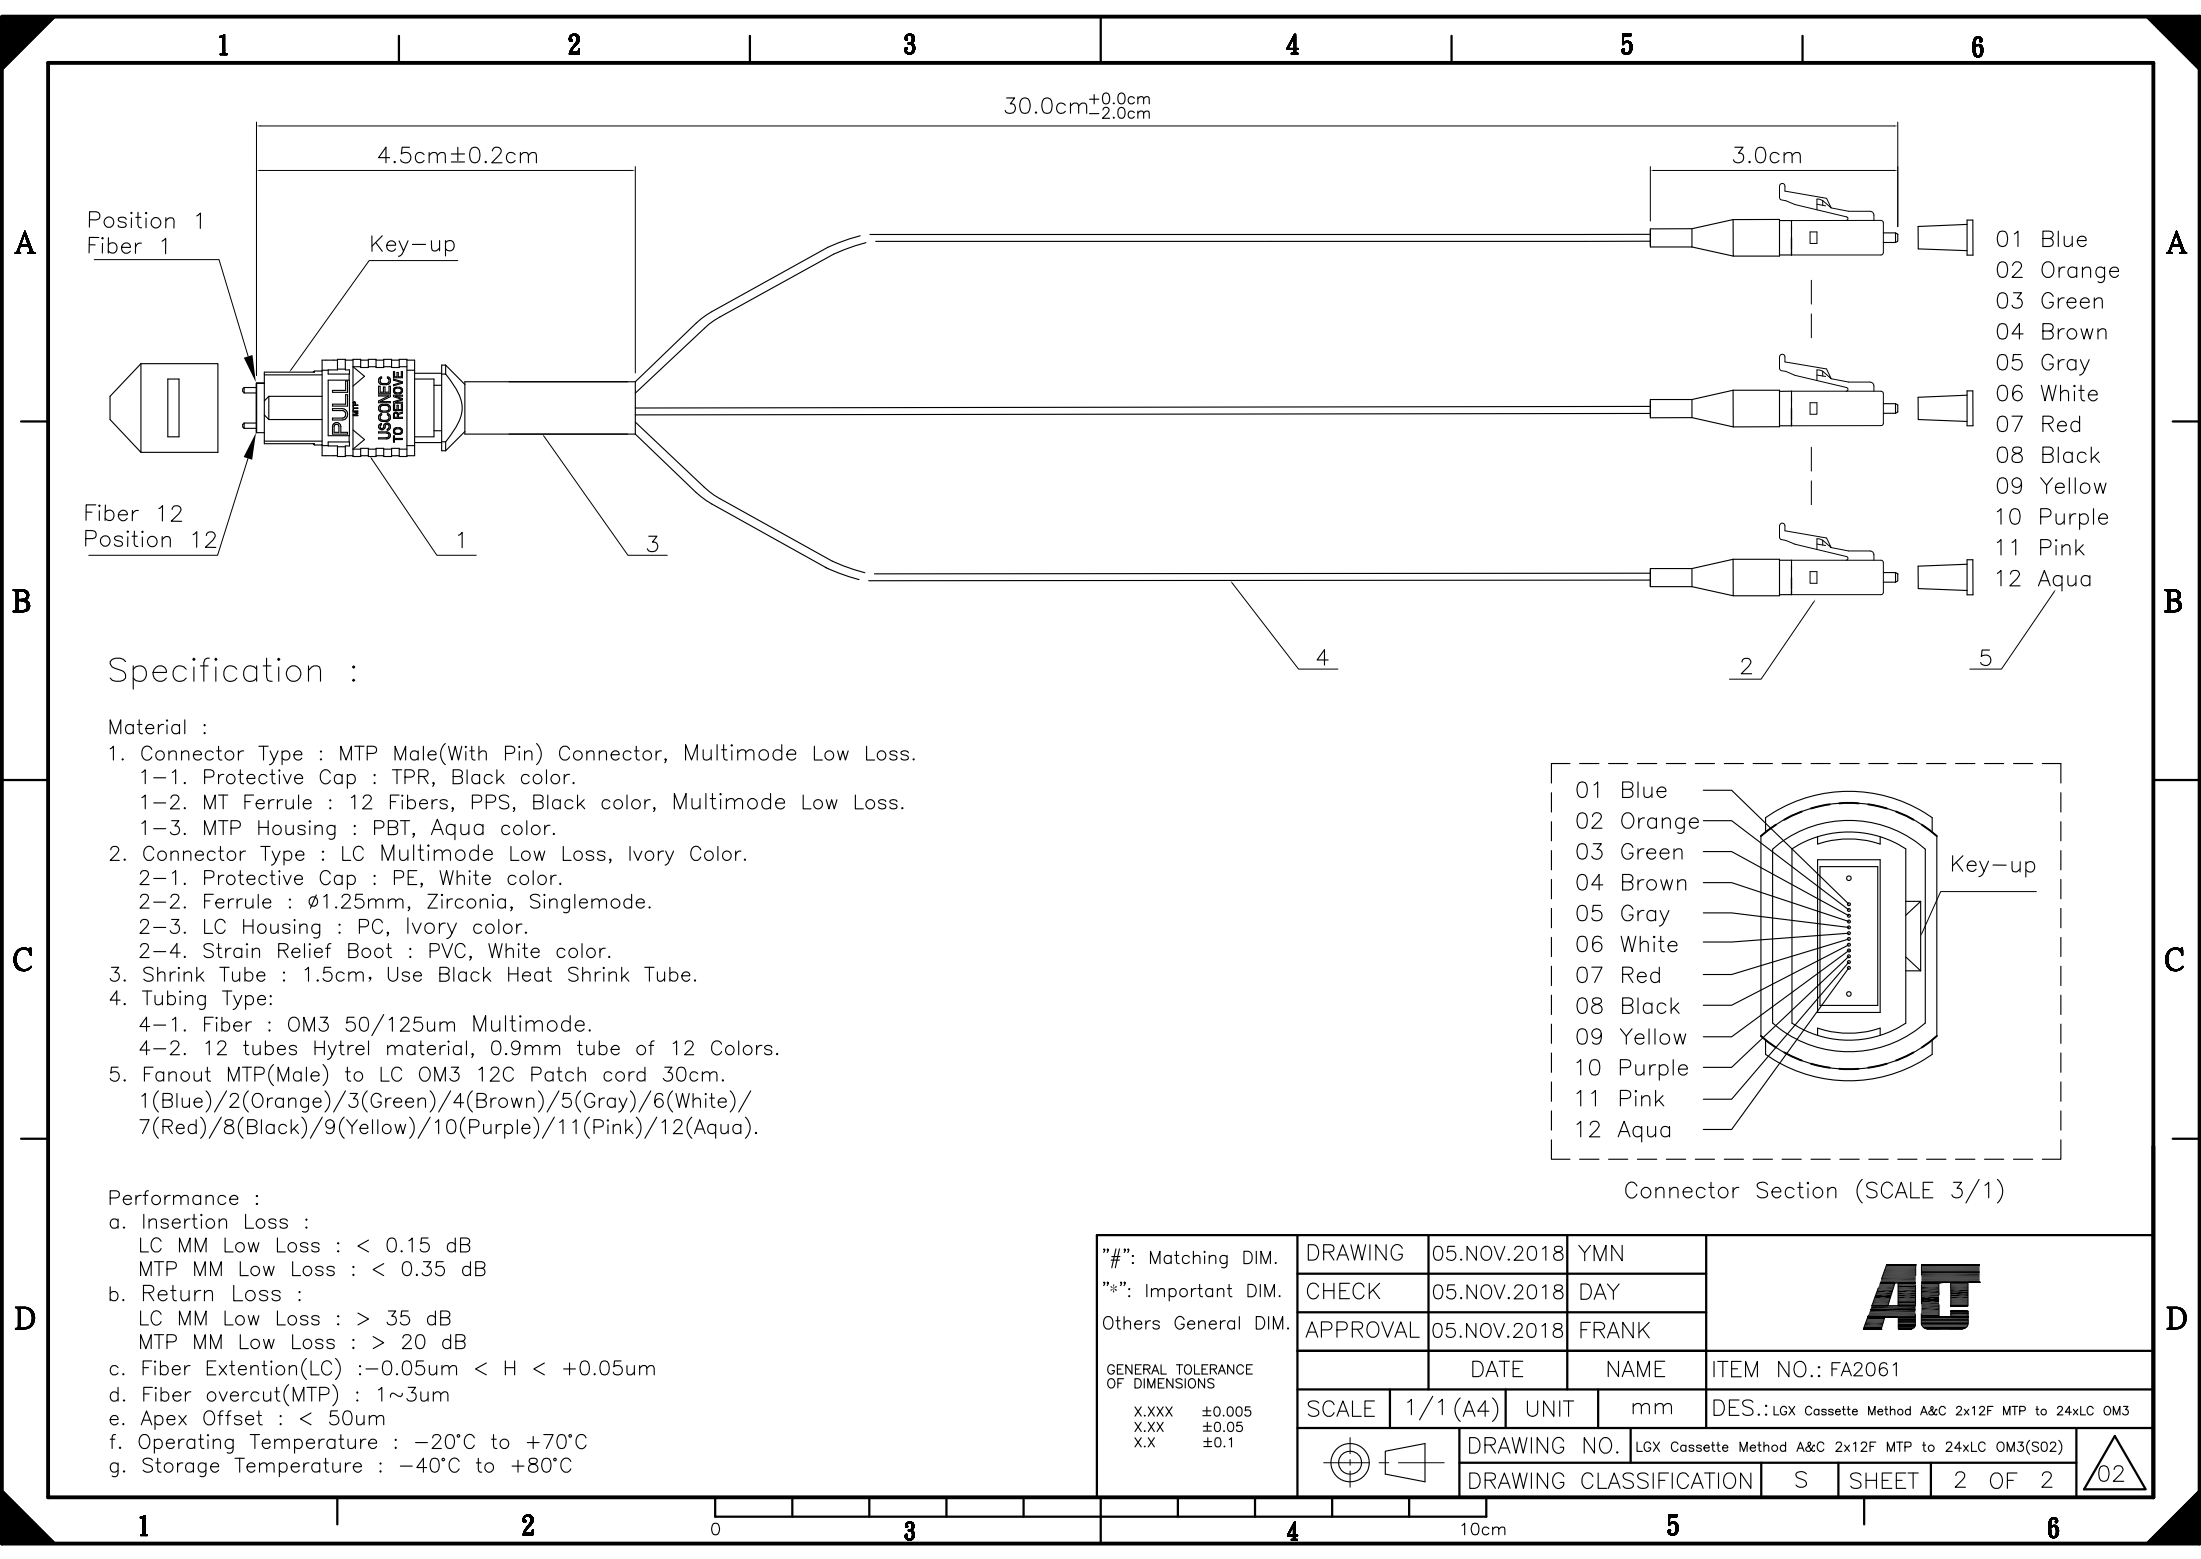 1 2 3 4 5 6
30.0cm+0.0cm −2.0cm
4.5cm±0.2cm
3.0cm
Position 1
Fiber 1
Key−up
A
A
01 Blue
02 Orange
03 Green
04 Brown
05 Gray
06 White
07 Red
08 Black
09 Yellow
10 Purple
11 Pink
12 Aqua
PULL
MTP
USCONEC
TO REMOVE
Fiber 12
Position 12
1
3
B
B
4
2
5
Specification :
Material :
1. Connector Type : MTP Male(With Pin) Connector, Multimode Low Loss.
1−1. Protective Cap : TPR, Black color.
1−2. MT Ferrule : 12 Fibers, PPS, Black color, Multimode Low Loss.
1−3. MTP Housing : PBT, Aqua color.
2. Connector Type : LC Multimode Low Loss, Ivory Color.
2−1. Protective Cap : PE, White color.
2−2. Ferrule : ø1.25mm, Zirconia, Singlemode.
2−3. LC Housing : PC, Ivory color.
2−4. Strain Relief Boot : PVC, White color.
3. Shrink Tube : 1.5cm, Use Black Heat Shrink Tube.
4. Tubing Type:
4−1. Fiber : OM3 50/125um Multimode.
4−2. 12 tubes Hytrel material, 0.9mm tube of 12 Colors.
5. Fanout MTP(Male) to LC OM3 12C Patch cord 30cm.
1(Blue)/2(Orange)/3(Green)/4(Brown)/5(Gray)/6(White)/
7(Red)/8(Black)/9(Yellow)/10(Purple)/11(Pink)/12(Aqua).
01 Blue
02 Orange
03 Green
04 Brown
05 Gray
06 White
07 Red
08 Black
09 Yellow
10 Purple
11 Pink
12 Aqua
Key−up
Connector Section (SCALE 3/1)
C
C
Performance :
a. Insertion Loss :
LC MM Low Loss : < 0.15 dB
MTP MM Low Loss : < 0.35 dB
b. Return Loss :
LC MM Low Loss : > 35 dB
MTP MM Low Loss : > 20 dB
c. Fiber Extention(LC) :−0.05um < H < +0.05um
d. Fiber overcut(MTP) : 1~3um
e. Apex Offset : < 50um
f. Operating Temperature : −20°C to +70°C
g. Storage Temperature : −40°C to +80°C
D
D
"#": Matching DIM.
"*": Important DIM.
Others General DIM.
GENERAL TOLERANCE
OF DIMENSIONS
X.XXX ±0.005
X.XX ±0.05
X.X ±0.1
DRAWING 05.NOV.2018 YMN
CHECK 05.NOV.2018 DAY
APPROVAL 05.NOV.2018 FRANK
DATE NAME
ACT
ITEM NO.: FA2061
SCALE 1/1(A4) UNIT mm
DES.: LGX Cassette Method A&C 2x12F MTP to 24xLC OM3
DRAWING NO. LGX Cassette Method A&C 2x12F MTP to 24xLC OM3(S02)
DRAWING CLASSIFICATION S SHEET 2 OF 2
02
1 2 3 4 5 6
0 10cm